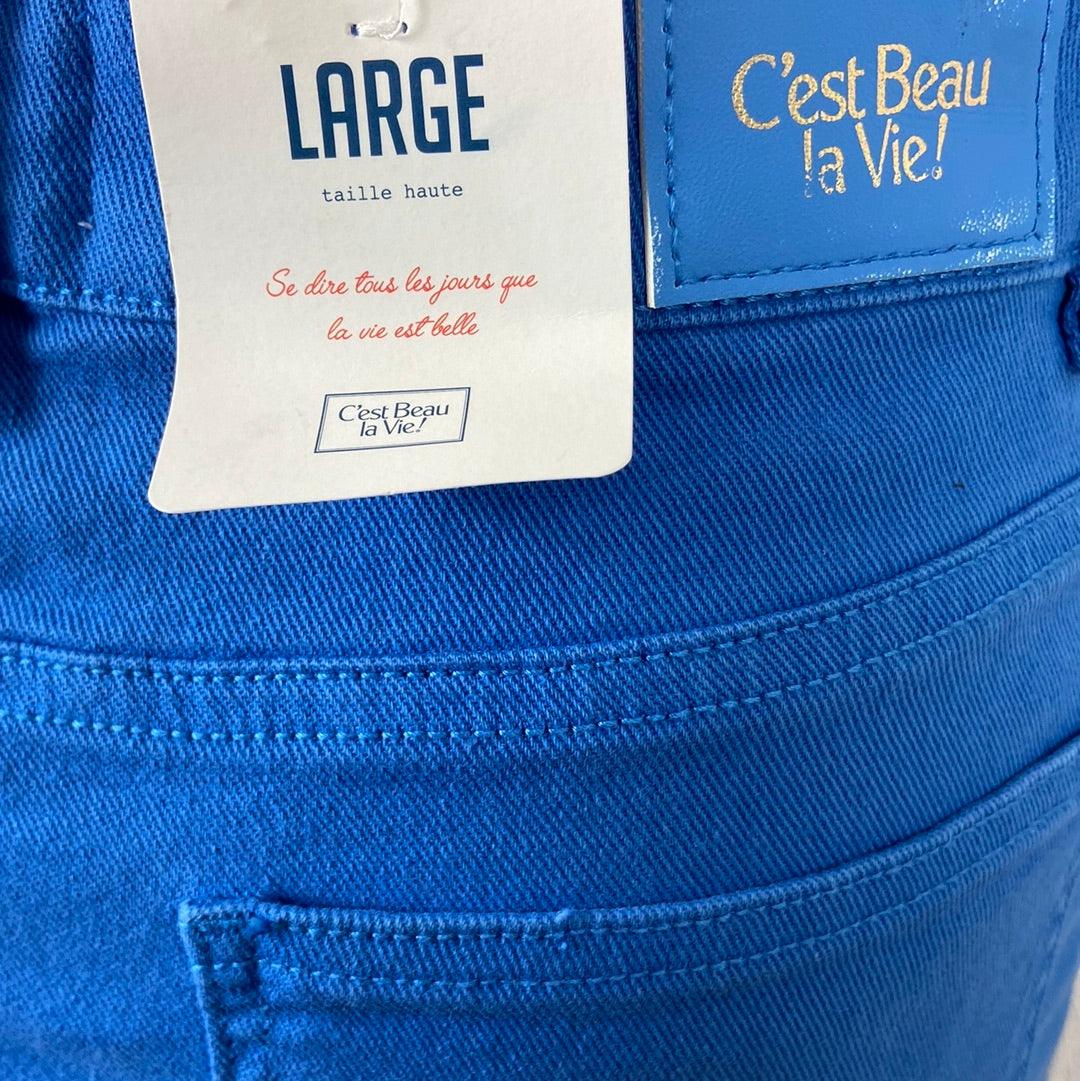 LARGE
taille haute
Se dire tous les jours que
la vie est belle
C'est Beau
la Vie!
C'est Beau
la Vie!